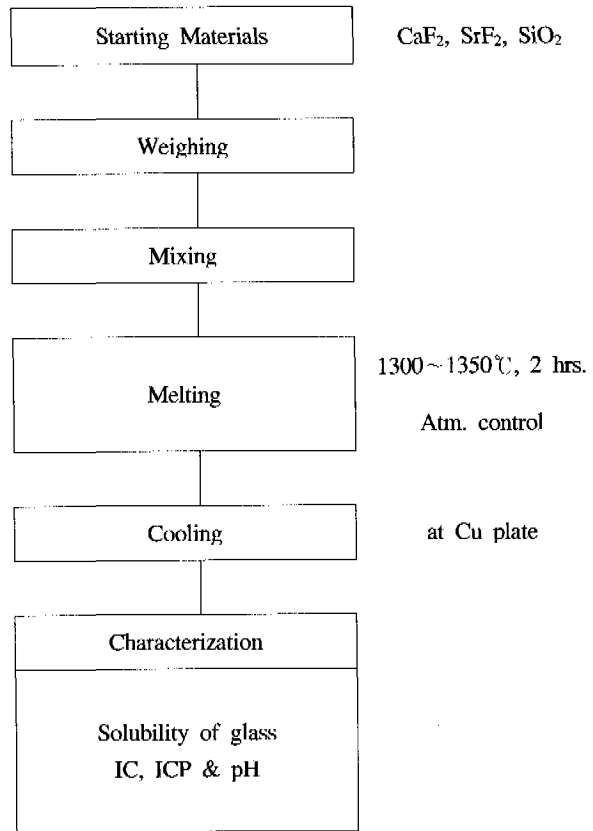 Starting Materials
CaF₂, SrF₂, SiO₂
Weighing
Mixing
Melting
1300~1350℃, 2 hrs.
Atm. control
Cooling
at Cu plate
Characterization
Solubility of glass
IC, ICP & pH